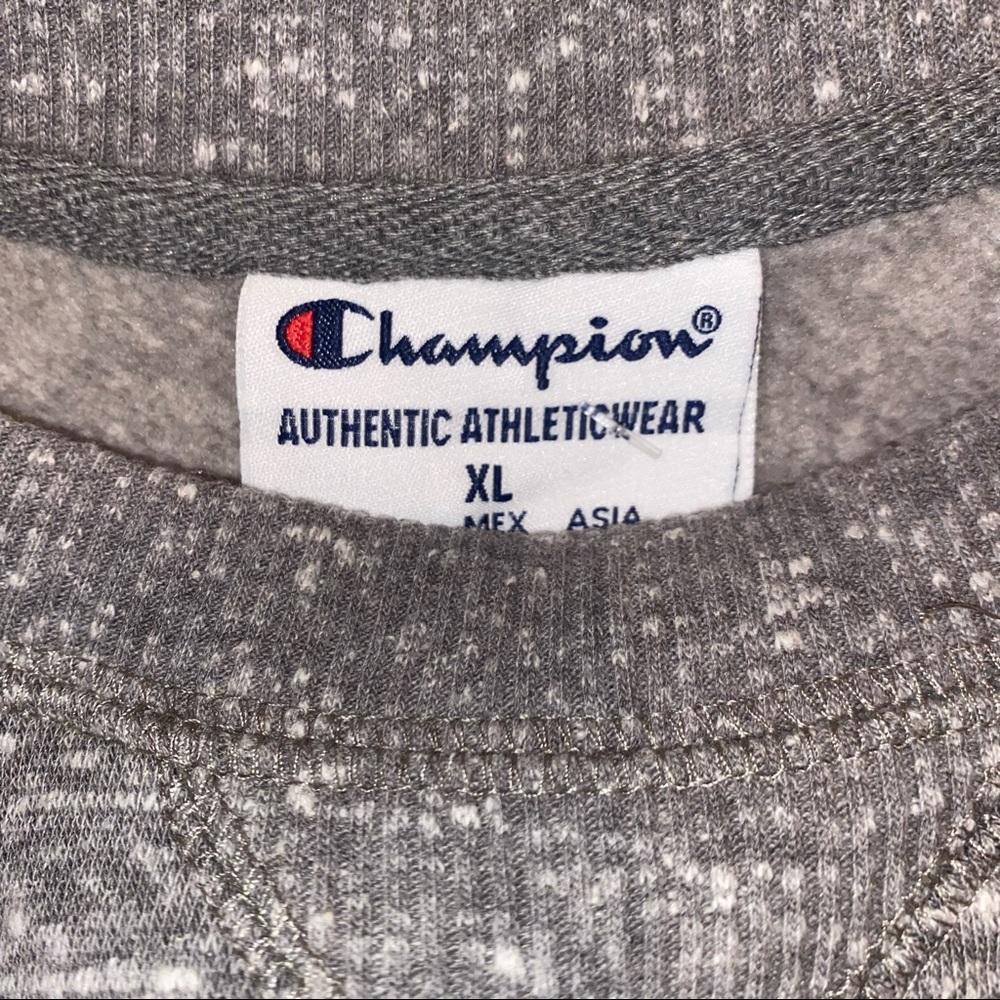 Champion®
AUTHENTIC ATHLETICWEAR
XL
MEX ASIA